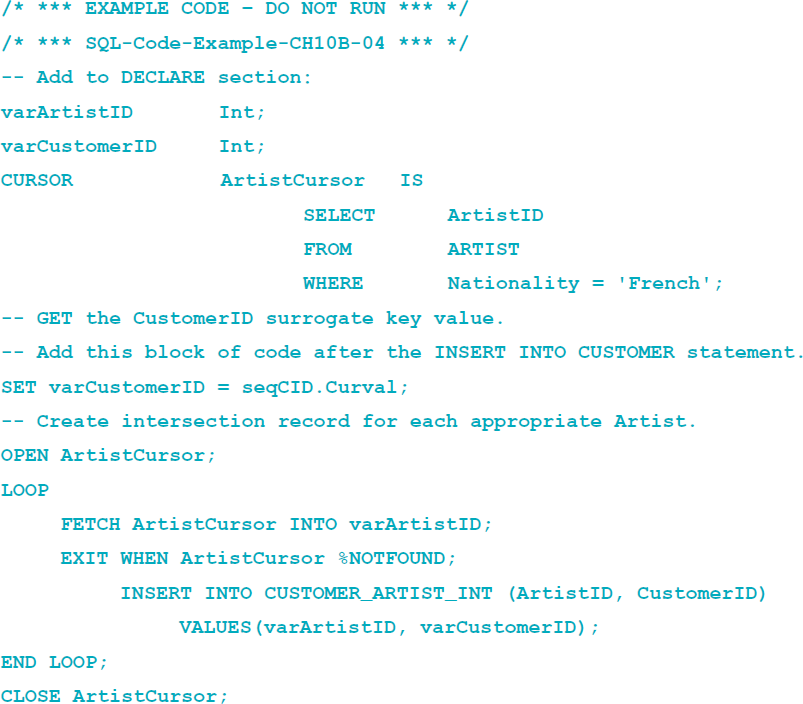 /* *** EXAMPLE CODE – DO NOT RUN *** */
/* *** SQL-Code-Example-CH10B-04 *** */
-- Add to DECLARE section:
varArtistID Int;
varCustomerID Int;
CURSOR ArtistCursor IS
SELECT ArtistID
FROM ARTIST
WHERE Nationality = 'French';
-- GET the CustomerID surrogate key value.
-- Add this block of code after the INSERT INTO CUSTOMER statement.
SET varCustomerID = seqCID.Curval;
-- Create intersection record for each appropriate Artist.
OPEN ArtistCursor;
LOOP
FETCH ArtistCursor INTO varArtistID;
EXIT WHEN ArtistCursor %NOTFOUND;
INSERT INTO CUSTOMER_ARTIST_INT (ArtistID, CustomerID)
VALUES(varArtistID, varCustomerID);
END LOOP;
CLOSE ArtistCursor;